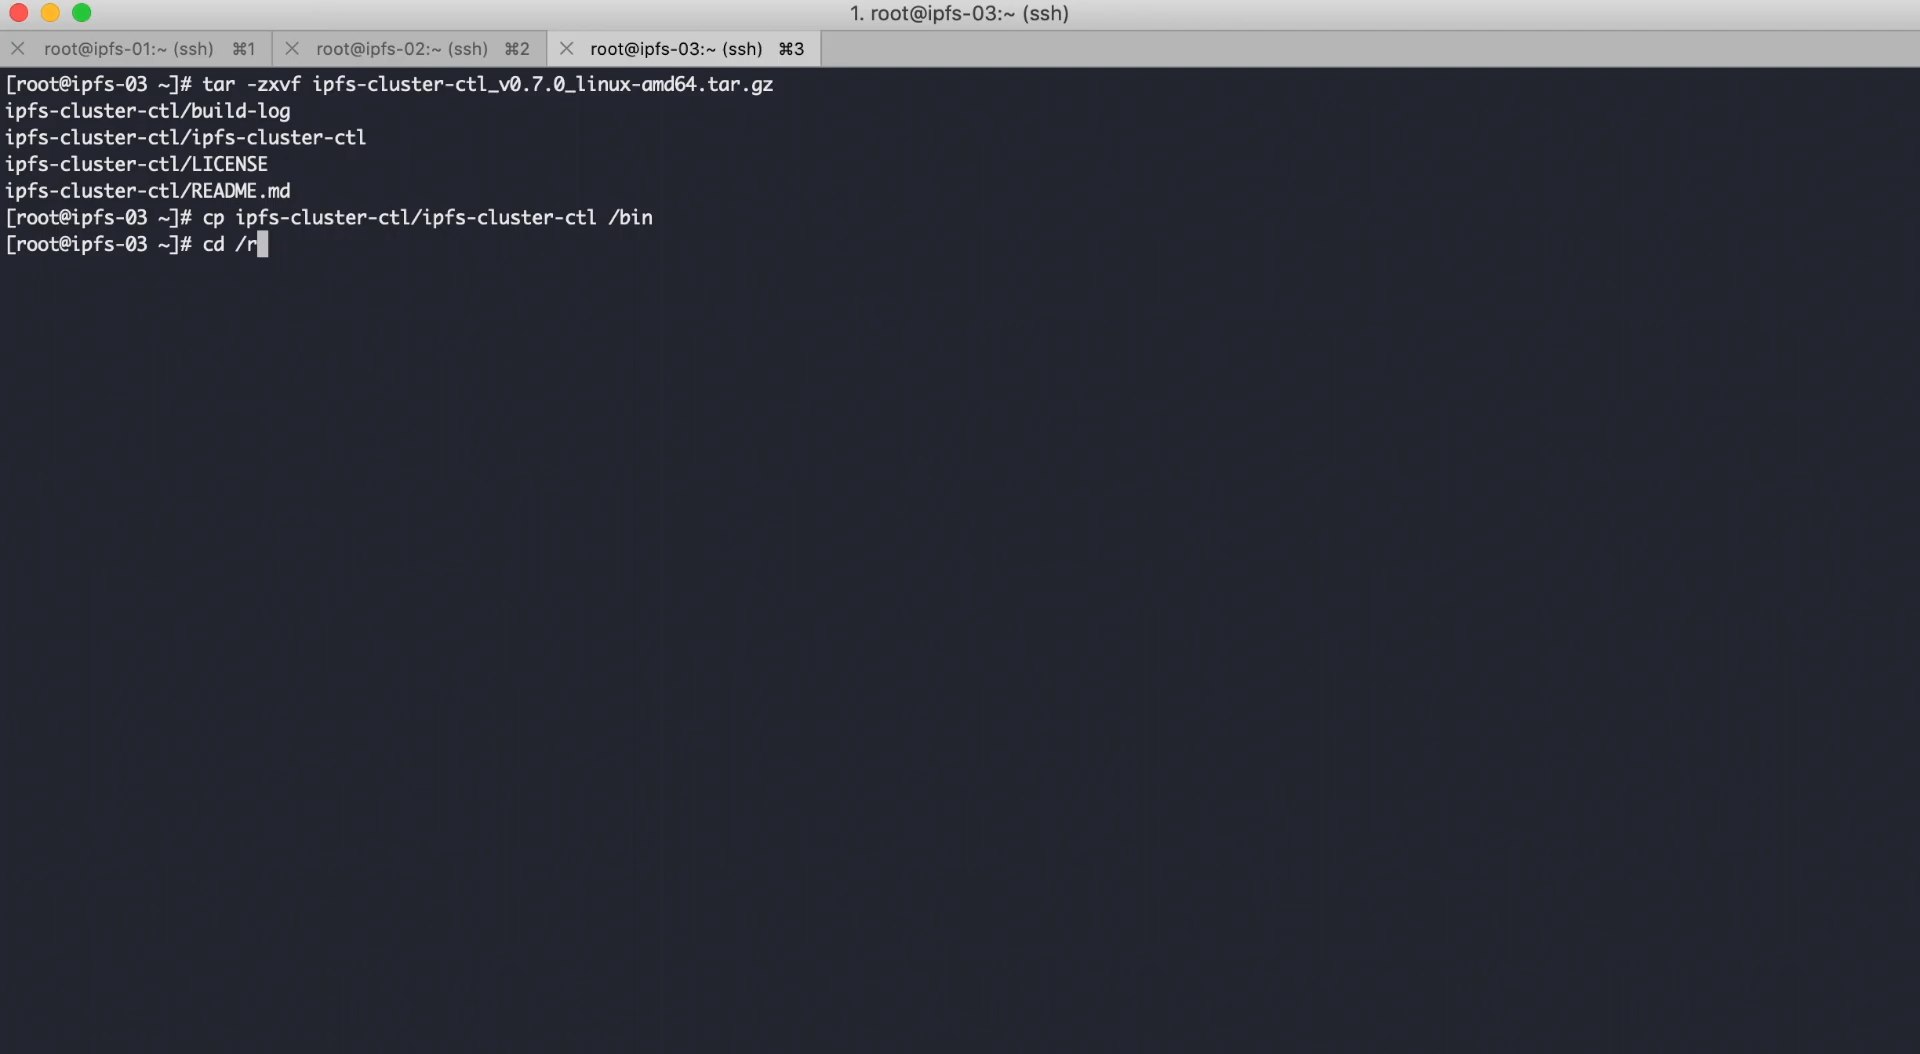 1. root@ipfs-03:~ (ssh)
root@ipfs-01:~ (ssh) ⌘1 root@ipfs-02:~ (ssh) ⌘2 root@ipfs-03:~ (ssh) ⌘3
[root@ipfs-03 ~]# tar -zxvf ipfs-cluster-ctl_v0.7.0_linux-amd64.tar.gz
ipfs-cluster-ctl/build-log
ipfs-cluster-ctl/ipfs-cluster-ctl
ipfs-cluster-ctl/LICENSE
ipfs-cluster-ctl/README.md
[root@ipfs-03 ~]# cp ipfs-cluster-ctl/ipfs-cluster-ctl /bin
[root@ipfs-03 ~]# cd /r